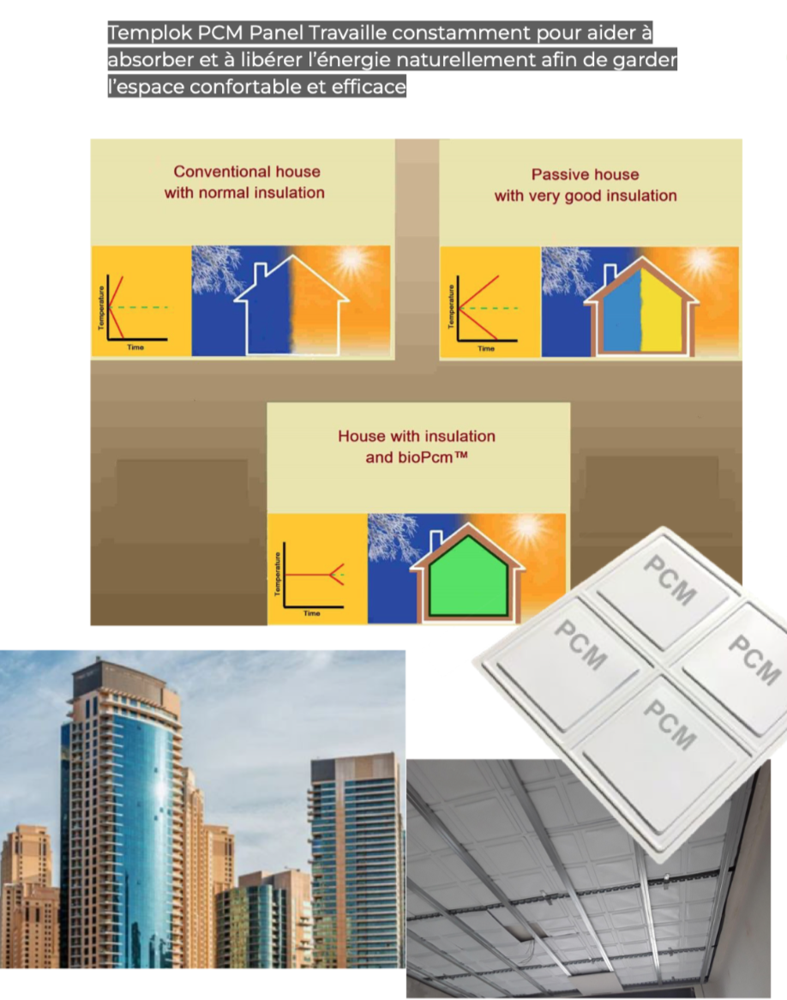 Templok PCM Panel Travaille constamment pour aider à
absorber et à libérer l'énergie naturellement afin de garder
l'espace confortable et efficace
Conventional house
with normal insulation
Temperature
Time
Passive house
with very good insulation
Temperature
Time
House with insulation
and bioPcm™
Temperature
Time
PCM
PCM
PCM
PCM